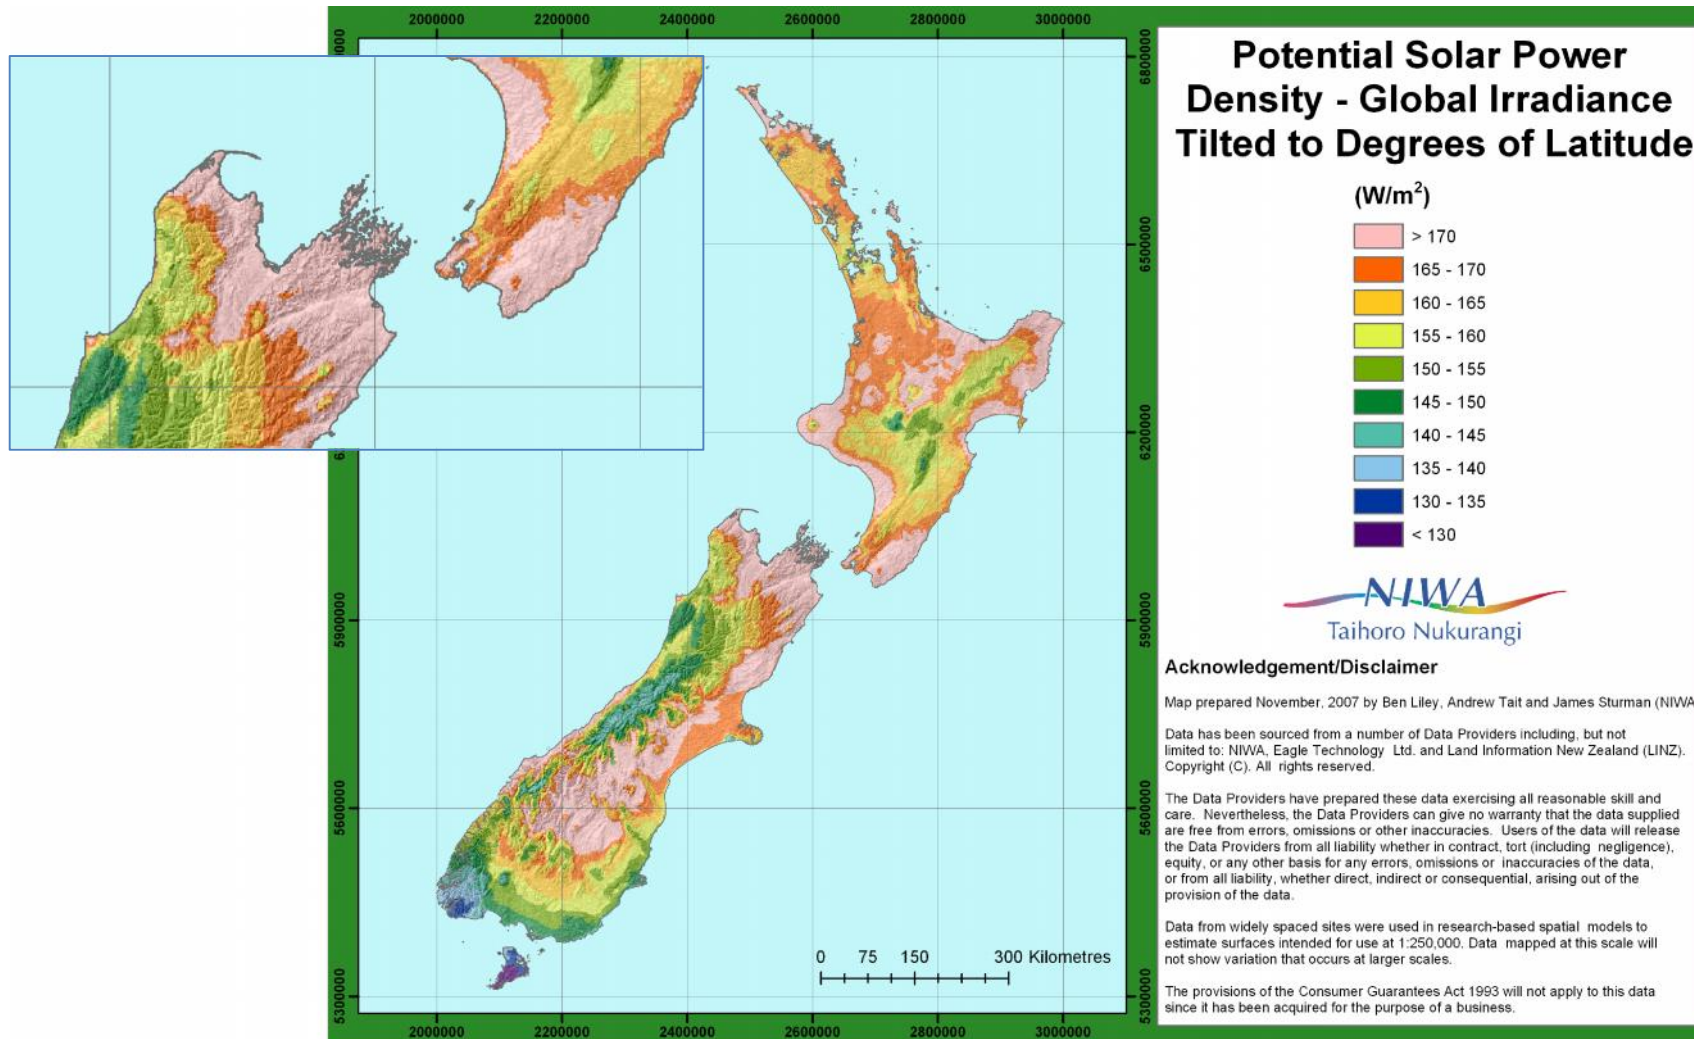 2000000 2200000 2400000 2600000 2800000 3000000
6800000
6500000
6200000
5900000
5600000
5300000
6800000
6500000
6200000
5900000
5600000
5300000
0 75 150 300 Kilometres
2000000 2200000 2400000 2600000 2800000 3000000
Potential Solar Power
Density - Global Irradiance
Tilted to Degrees of Latitude
(W/m²)
> 170
165 - 170
160 - 165
155 - 160
150 - 155
145 - 150
140 - 145
135 - 140
130 - 135
< 130
NIWA
Taihoro Nukurangi
Acknowledgement/Disclaimer
Map prepared November, 2007 by Ben Liley, Andrew Tait and James Sturman (NIWA
Data has been sourced from a number of Data Providers including, but not
limited to: NIWA, Eagle Technology Ltd. and Land Information New Zealand (LINZ).
Copyright (C). All rights reserved.
The Data Providers have prepared these data exercising all reasonable skill and
care. Nevertheless, the Data Providers can give no warranty that the data supplied
are free from errors, omissions or other inaccuracies. Users of the data will release
the Data Providers from all liability whether in contract, tort (including negligence),
equity, or any other basis for any errors, omissions or inaccuracies of the data,
or from all liability, whether direct, indirect or consequential, arising out of the
provision of the data.
Data from widely spaced sites were used in research-based spatial models to
estimate surfaces intended for use at 1:250,000. Data mapped at this scale will
not show variation that occurs at larger scales.
The provisions of the Consumer Guarantees Act 1993 will not apply to this data
since it has been acquired for the purpose of a business.